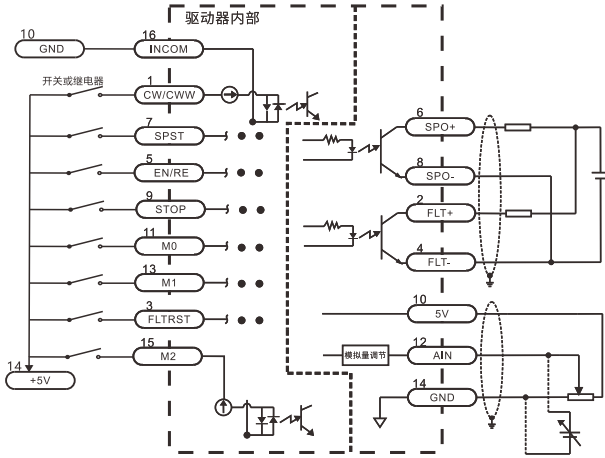 驱动器内部
10
GND
16
INCOM
开关或继电器
1
CW/CWW
7
SPST
5
EN/RE
9
STOP
11
M0
13
M1
3
FLTRST
15
M2
14
+5V
6
SPO+
8
SPO-
2
FLT+
4
FLT-
10
5V
12
模拟量调节
AIN
14
GND